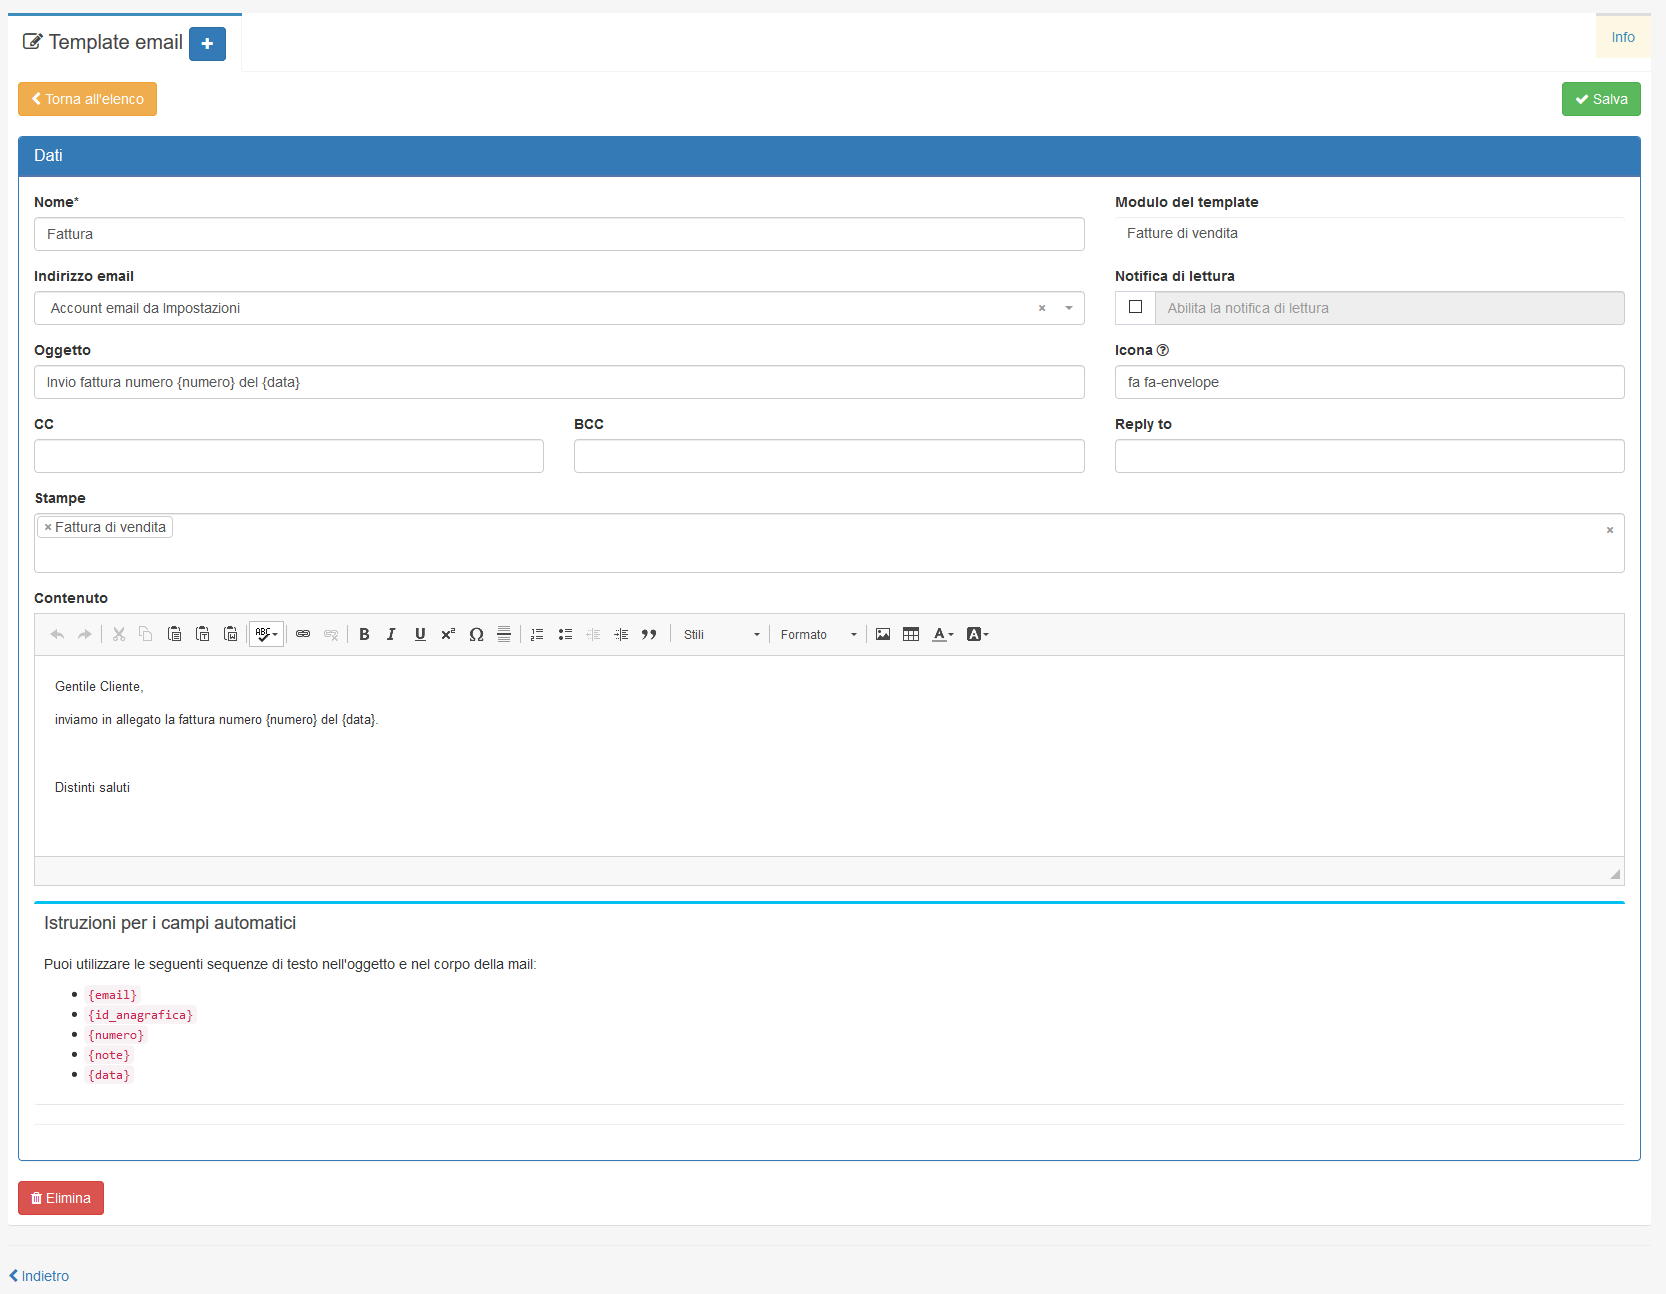 Template email
Info
Torna all'elenco
Salva
Dati
Nome*
Modulo del template
Fattura
Fatture di vendita
Indirizzo email
Notifica di lettura
Account email da Impostazioni
Abilita la notifica di lettura
Oggetto
Icona
Invio fattura numero {numero} del {data}
fa fa-envelope
CC
BCC
Reply to
Stampe
× Fattura di vendita
×
Contenuto
ABC B I U x² Ω Stili Formato A A
Gentile Cliente,
inviamo in allegato la fattura numero {numero} del {data}.
Distinti saluti
Istruzioni per i campi automatici
Puoi utilizzare le seguenti sequenze di testo nell'oggetto e nel corpo della mail:
{email}
{id_anagrafica}
{numero}
{note}
{data}
Elimina
Indietro